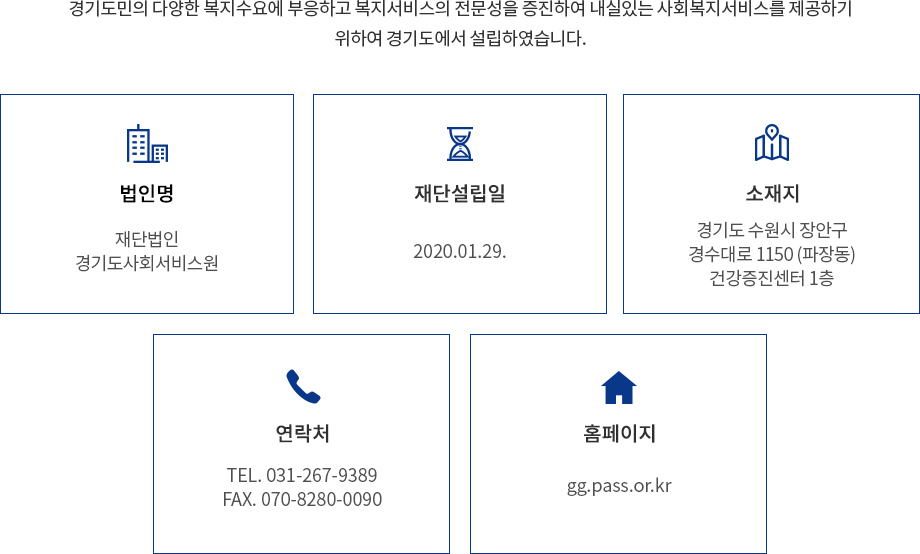 경기도민의 다양한 복지수요에 부응하고 복지서비스의 전문성을 증진하여 내실있는 사회복지서비스를 제공하기
위하여 경기도에서 설립하였습니다.
법인명
재단법인
경기도사회서비스원
재단설립일
2020.01.29.
소재지
경기도 수원시 장안구
경수대로 1150 (파장동)
건강증진센터 1층
연락처
TEL. 031-267-9389
FAX. 070-8280-0090
홈페이지
gg.pass.or.kr